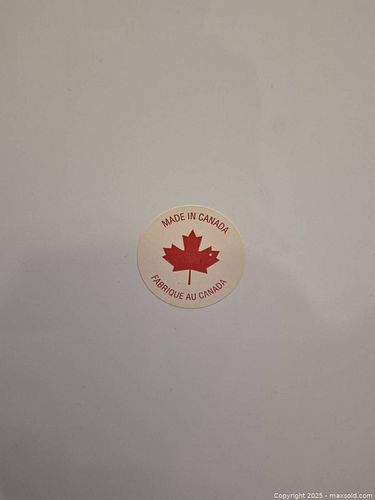 MADE IN CANADA
FABRIQUE AU CANADA
Copyright 2025 - maxsold.com